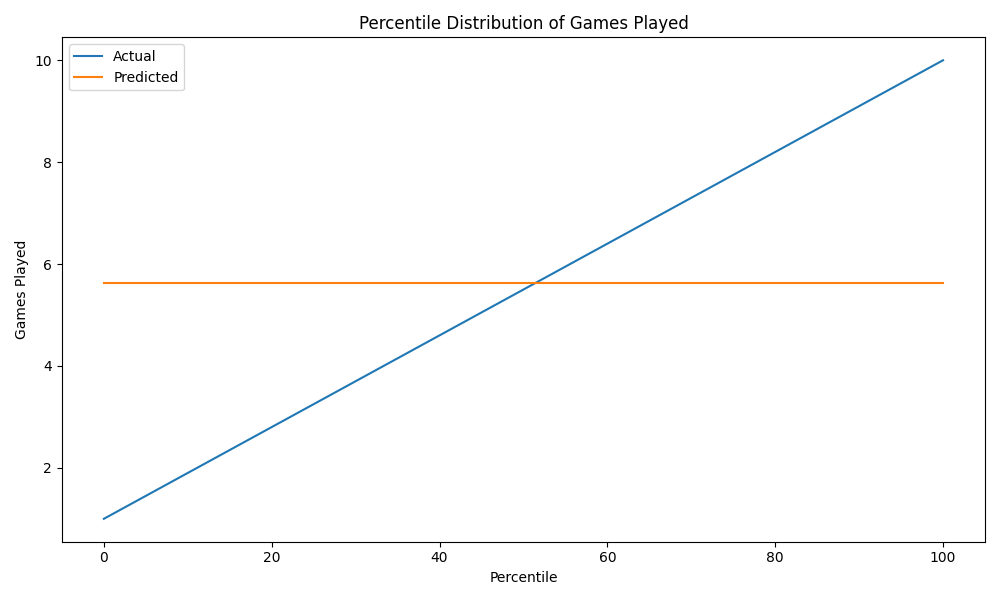 Percentile Distribution of Games Played
Actual
Predicted
10
8
6
4
2
Games Played
0 20 40 60 80 100
Percentile